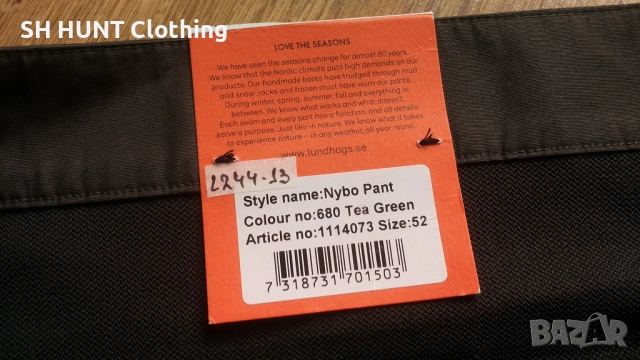 SH HUNT Clothing
LOVE THE SEASONS
We have seen the seasons change for almost 80 years.
We know that the Nordic climate puts high demands on our
products. Our handmade boots have trudged through mud
and snow; rocks and frozen crust have worn our pants.
During winter, spring, summer, fall and everything in
between. We know what works and what doesn't.
Each seam and every part has a function, and all details
serve a purpose. Just like in nature. We know what it takes
to experience nature – in any weather, all year round.
www.lundhags.se
2244-13
Style name:Nybo Pant
Colour no:680 Tea Green
Article no:1114073 Size:52
7 318731 701503
BAZAR